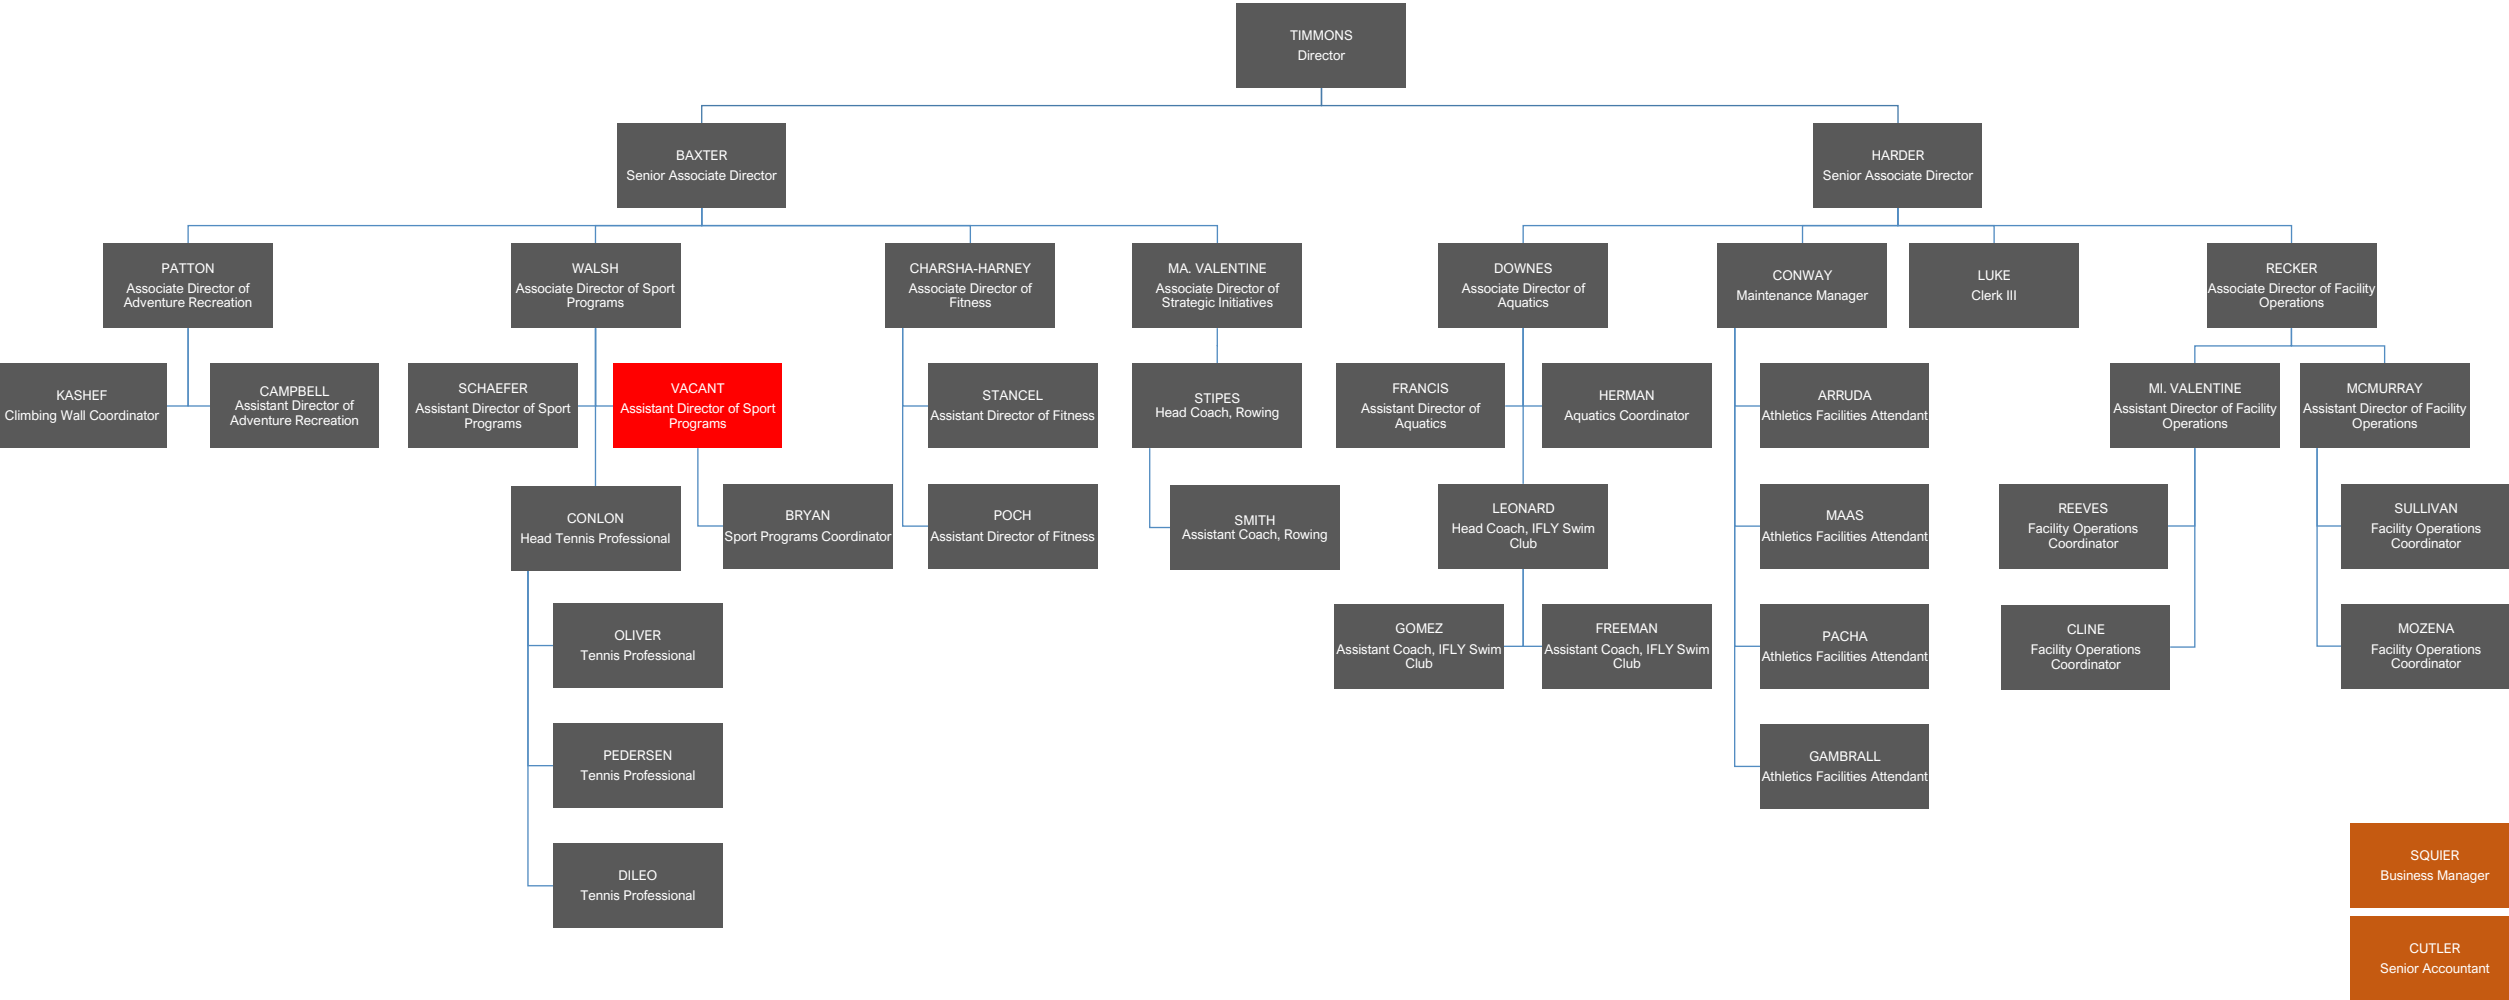 TIMMONS
Director
BAXTER
Senior Associate Director
HARDER
Senior Associate Director
PATTON
Associate Director of
Adventure Recreation
WALSH
Associate Director of Sport
Programs
CHARSHA-HARNEY
Associate Director of
Fitness
MA. VALENTINE
Associate Director of
Strategic Initiatives
DOWNES
Associate Director of
Aquatics
CONWAY
Maintenance Manager
LUKE
Clerk III
RECKER
Associate Director of Facility
Operations
KASHEF
Climbing Wall Coordinator
CAMPBELL
Assistant Director of
Adventure Recreation
SCHAEFER
Assistant Director of Sport
Programs
VACANT
Assistant Director of Sport
Programs
STANCEL
Assistant Director of Fitness
STIPES
Head Coach, Rowing
FRANCIS
Assistant Director of
Aquatics
HERMAN
Aquatics Coordinator
ARRUDA
Athletics Facilities Attendant
MI. VALENTINE
Assistant Director of Facility
Operations
MCMURRAY
Assistant Director of Facility
Operations
CONLON
Head Tennis Professional
BRYAN
Sport Programs Coordinator
POCH
Assistant Director of Fitness
SMITH
Assistant Coach, Rowing
LEONARD
Head Coach, IFLY Swim
Club
MAAS
Athletics Facilities Attendant
REEVES
Facility Operations
Coordinator
SULLIVAN
Facility Operations
Coordinator
OLIVER
Tennis Professional
GOMEZ
Assistant Coach, IFLY Swim
Club
FREEMAN
Assistant Coach, IFLY Swim
Club
PACHA
Athletics Facilities Attendant
CLINE
Facility Operations
Coordinator
MOZENA
Facility Operations
Coordinator
PEDERSEN
Tennis Professional
GAMBRALL
Athletics Facilities Attendant
DILEO
Tennis Professional
SQUIER
Business Manager
CUTLER
Senior Accountant